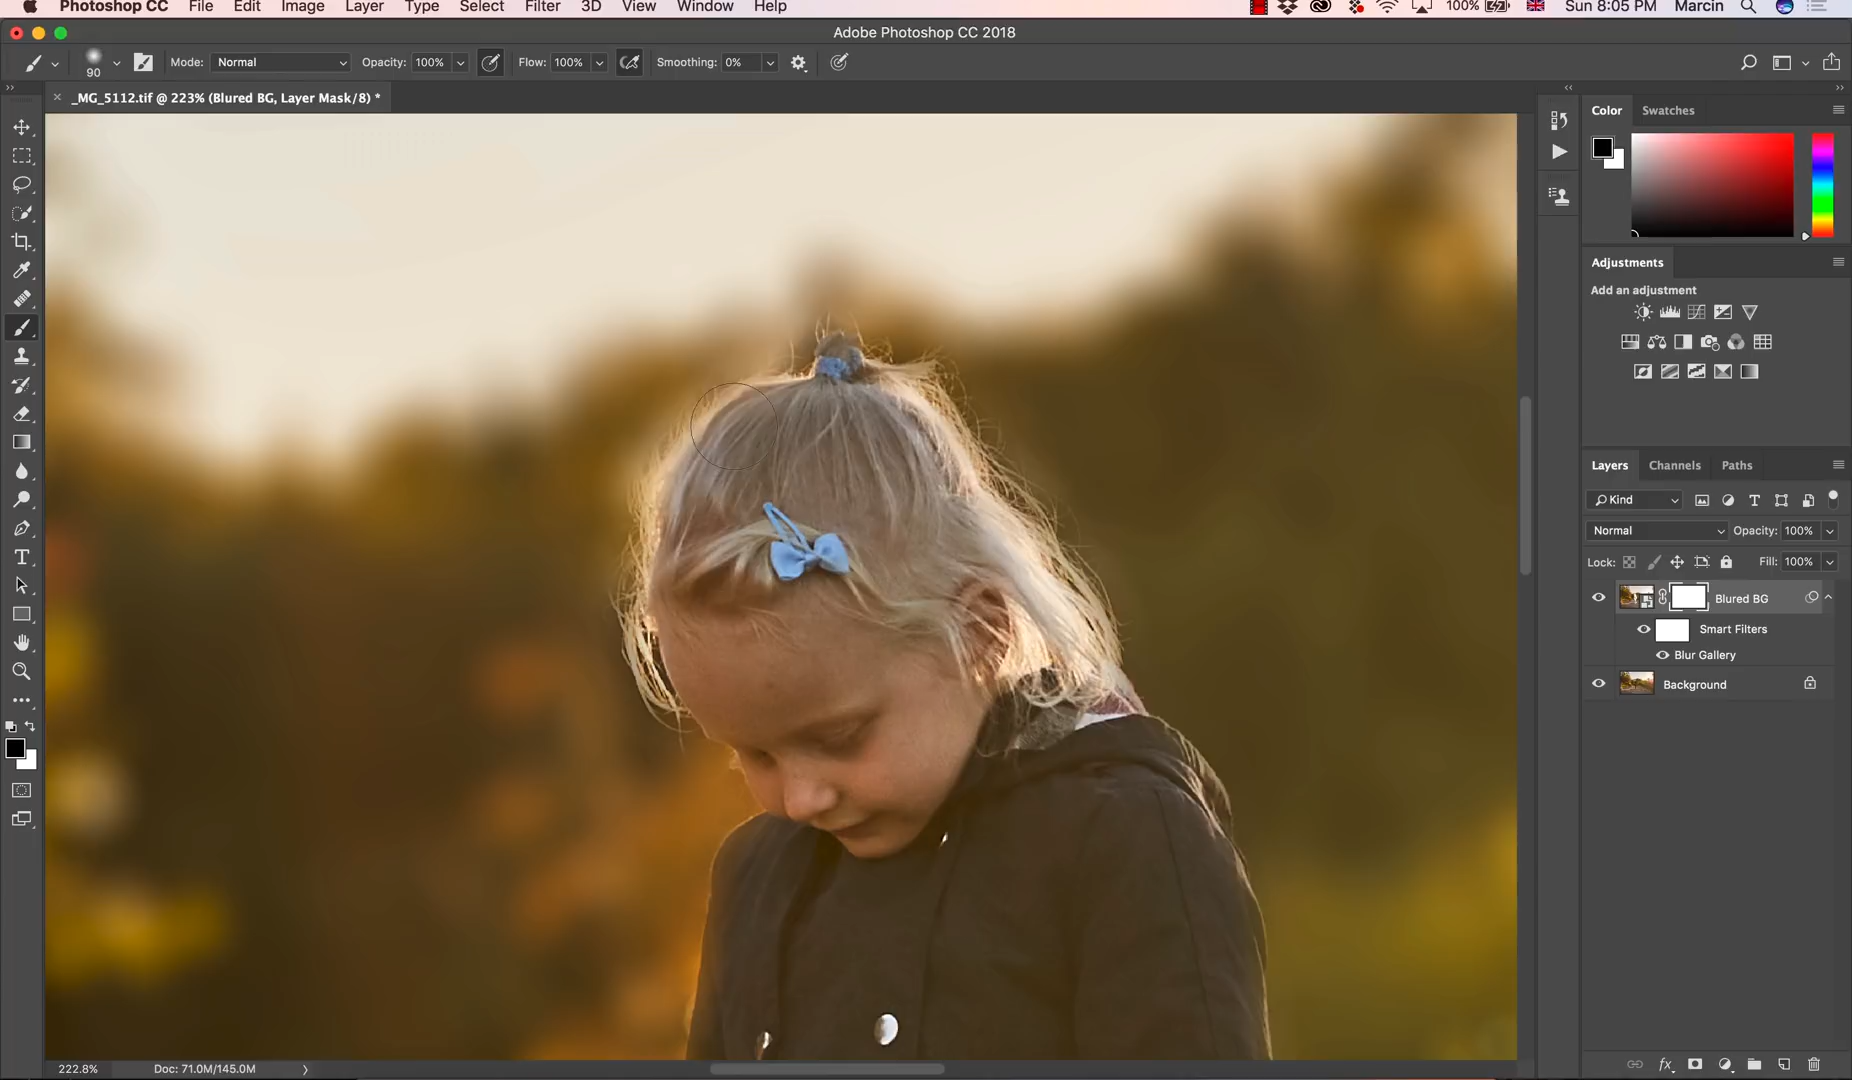 Photoshop CC File Edit Image Layer Type Select Filter 3D View Window Help 100% Sun 8:05 PM Marcin
Adobe Photoshop CC 2018
90 Mode: Normal Opacity: 100% Flow: 100% Smoothing: 0%
× _MG_5112.tif @ 223% (Blured BG, Layer Mask/8) *
Color Swatches
Adjustments
Add an adjustment
Layers Channels Paths
Kind
Normal Opacity: 100%
Lock: Fill: 100%
Blured BG
Smart Filters
Blur Gallery
Background
222.8% Doc: 71.0M/145.0M